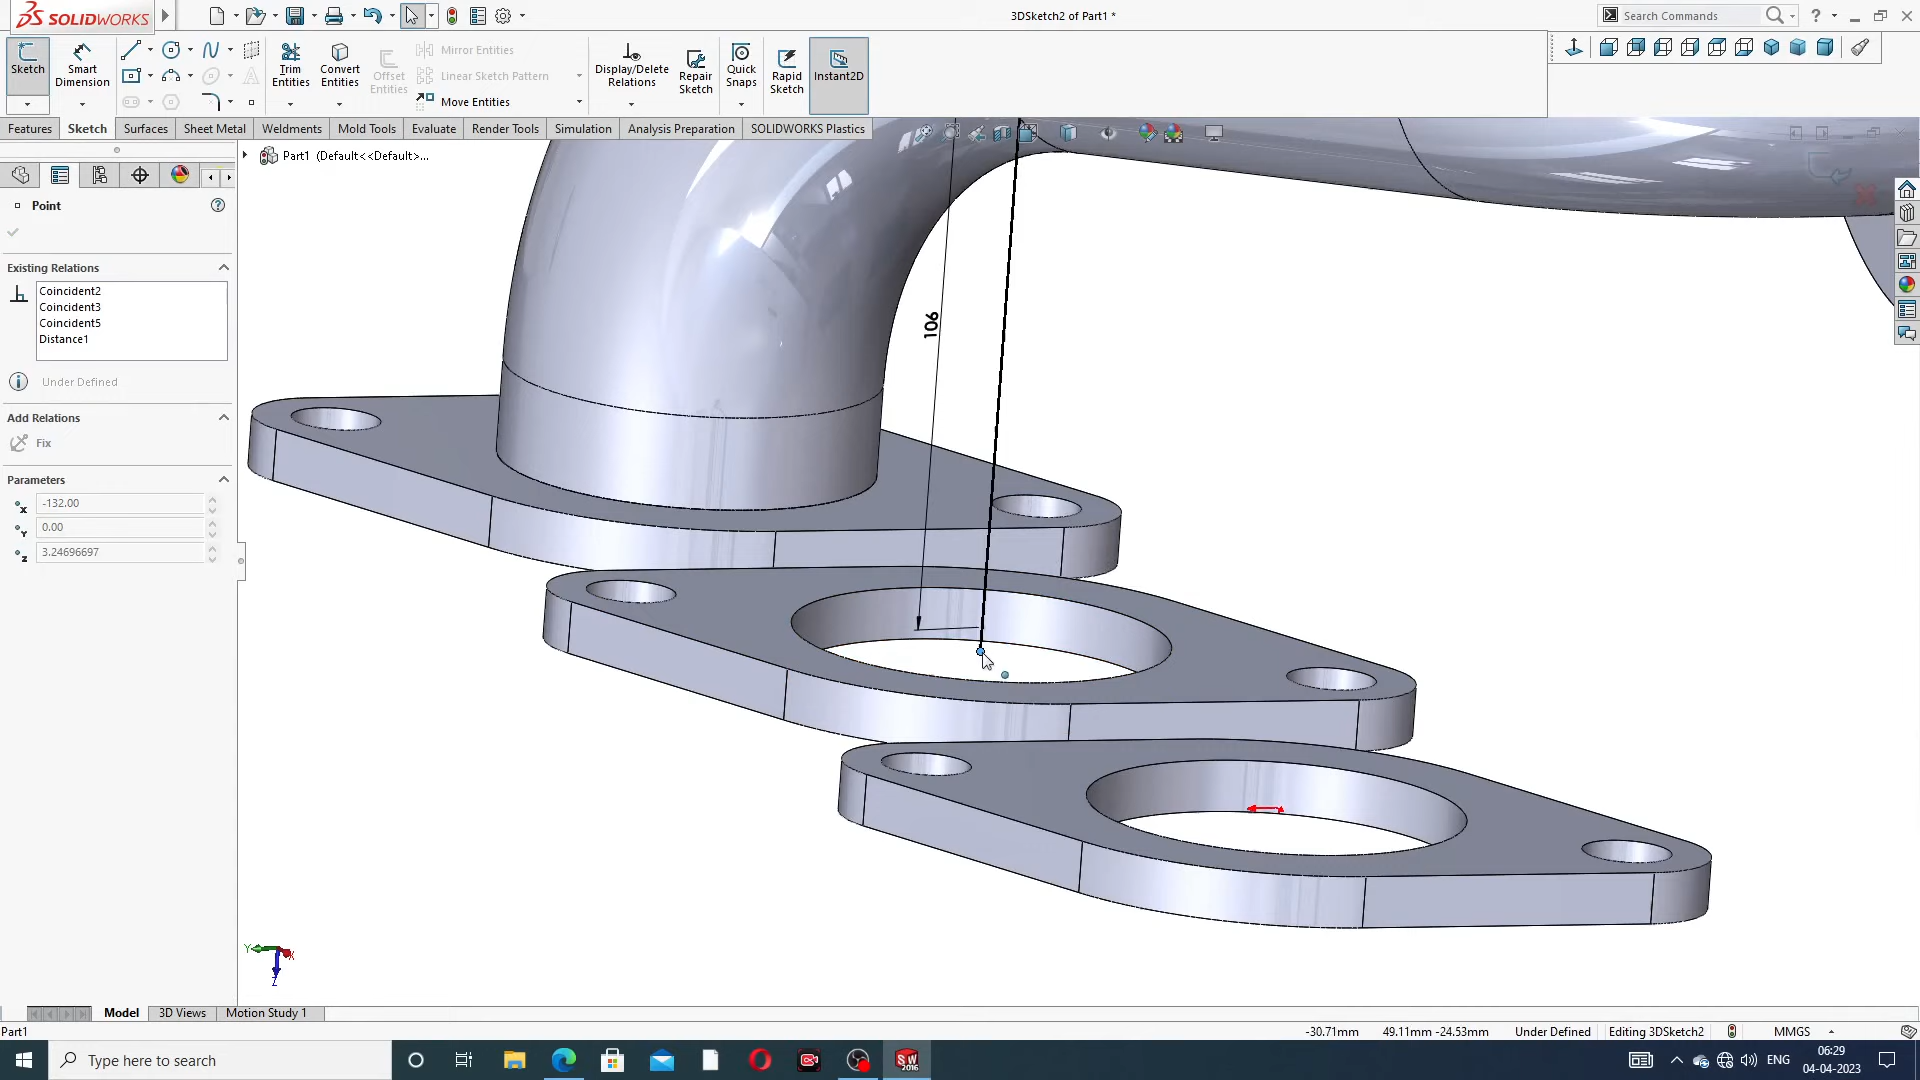 SOLIDWORKS
3DSketch2 of Part1 *
Search Commands
Sketch
Smart Dimension
Trim Entities
Convert Entities
Offset Entities
Mirror Entities
Linear Sketch Pattern
Move Entities
Display/Delete Relations
Repair Sketch
Quick Snaps
Rapid Sketch
Instant2D
Features
Sketch
Surfaces
Sheet Metal
Weldments
Mold Tools
Evaluate
Render Tools
Simulation
Analysis Preparation
SOLIDWORKS Plastics
Part1 (Default<<Default>...
Point
Existing Relations
Coincident2
Coincident3
Coincident5
Distance1
Under Defined
Add Relations
Fix
Parameters
x
-132.00
Y
0.00
z
3.24696697
106
Y
X
Z
Model
3D Views
Motion Study 1
Part1
-30.71mm
49.11mm -24.53mm
Under Defined
Editing 3DSketch2
MMGS
Type here to search
SW 2016
ENG
06:29
04-04-2023